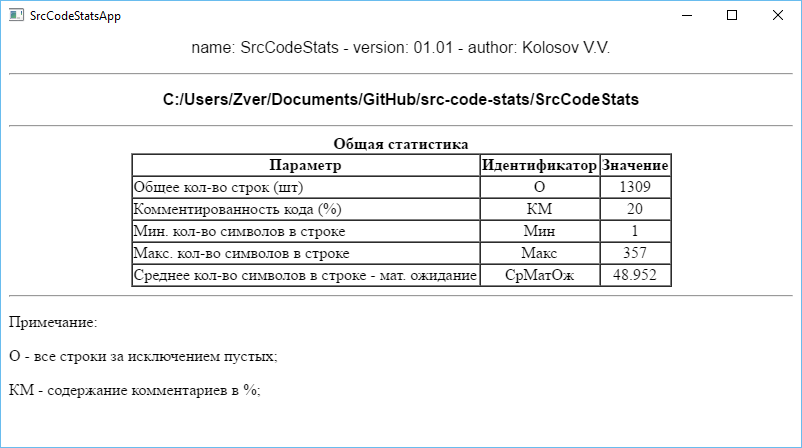 SrcCodeStatsApp
name: SrcCodeStats - version: 01.01 - author: Kolosov V.V.
C:/Users/Zver/Documents/GitHub/src-code-stats/SrcCodeStats
Общая статистика
Параметр Идентификатор Значение
Общее кол-во строк (шт) О 1309
Комментированность кода (%) КМ 20
Мин. кол-во символов в строке Мин 1
Макс. кол-во символов в строке Макс 357
Среднее кол-во символов в строке - мат. ожидание СрМатОж 48.952
Примечание:
О - все строки за исключением пустых;
КМ - содержание комментариев в %;